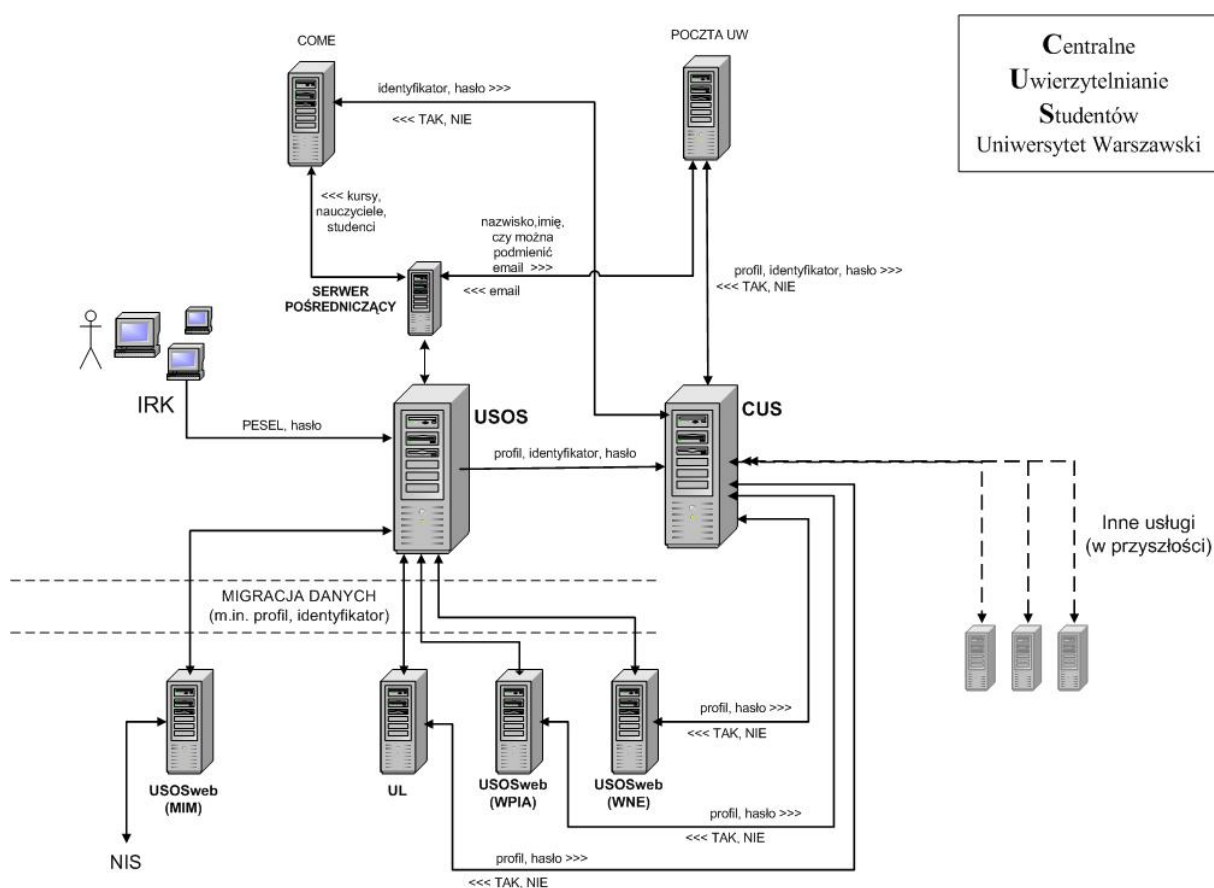 COME
POCZTA UW
Centralne
Uwierzytelnianie
Studentów
Uniwersytet Warszawski
identyfikator, hasło >>>
<<< TAK, NIE
<<< kursy,
nauczyciele,
studenci
nazwisko,imię,
czy można
podmienić
email >>>
<<< email
profil, identyfikator, hasło >>>
<<< TAK, NIE
SERWER
POŚREDNICZĄCY
IRK
PESEL, hasło
USOS
CUS
profil, identyfikator, hasło
Inne usługi
(w przyszłości)
MIGRACJA DANYCH
(m.in. profil, identyfikator)
profil, hasło >>>
<<< TAK, NIE
USOSweb
(MIM)
UL
USOSweb
(WPIA)
USOSweb
(WNE)
profil, hasło >>>
<<< TAK, NIE
NIS
profil, hasło >>>
<<< TAK, NIE